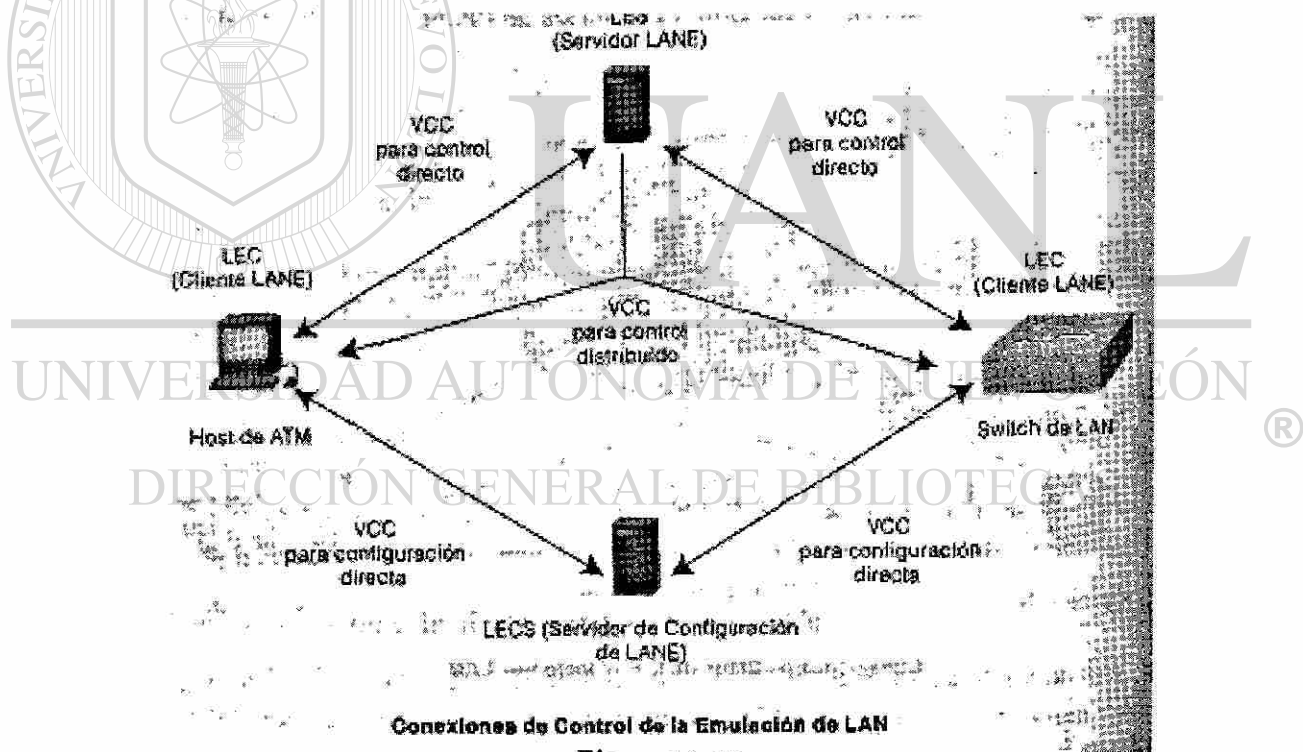 LES
(Servidor LANE)
VCC
para control
directo
VCC
para control
directo
LEC
(Cliente LANE)
LEC
(Cliente LANE)
VCC
para control
distribuido
UANL
UNIVERSIDAD AUTÓNOMA DE NUEVO LEÓN
®
Host de ATM
Switch de LAN
DIRECCIÓN GENERAL DE BIBLIOTECAS
VCC
para configuración
directa
VCC
para configuración
directa
LECS (Servidor de Configuración
de LANE)
Conexiones de Control de la Emulación de LAN